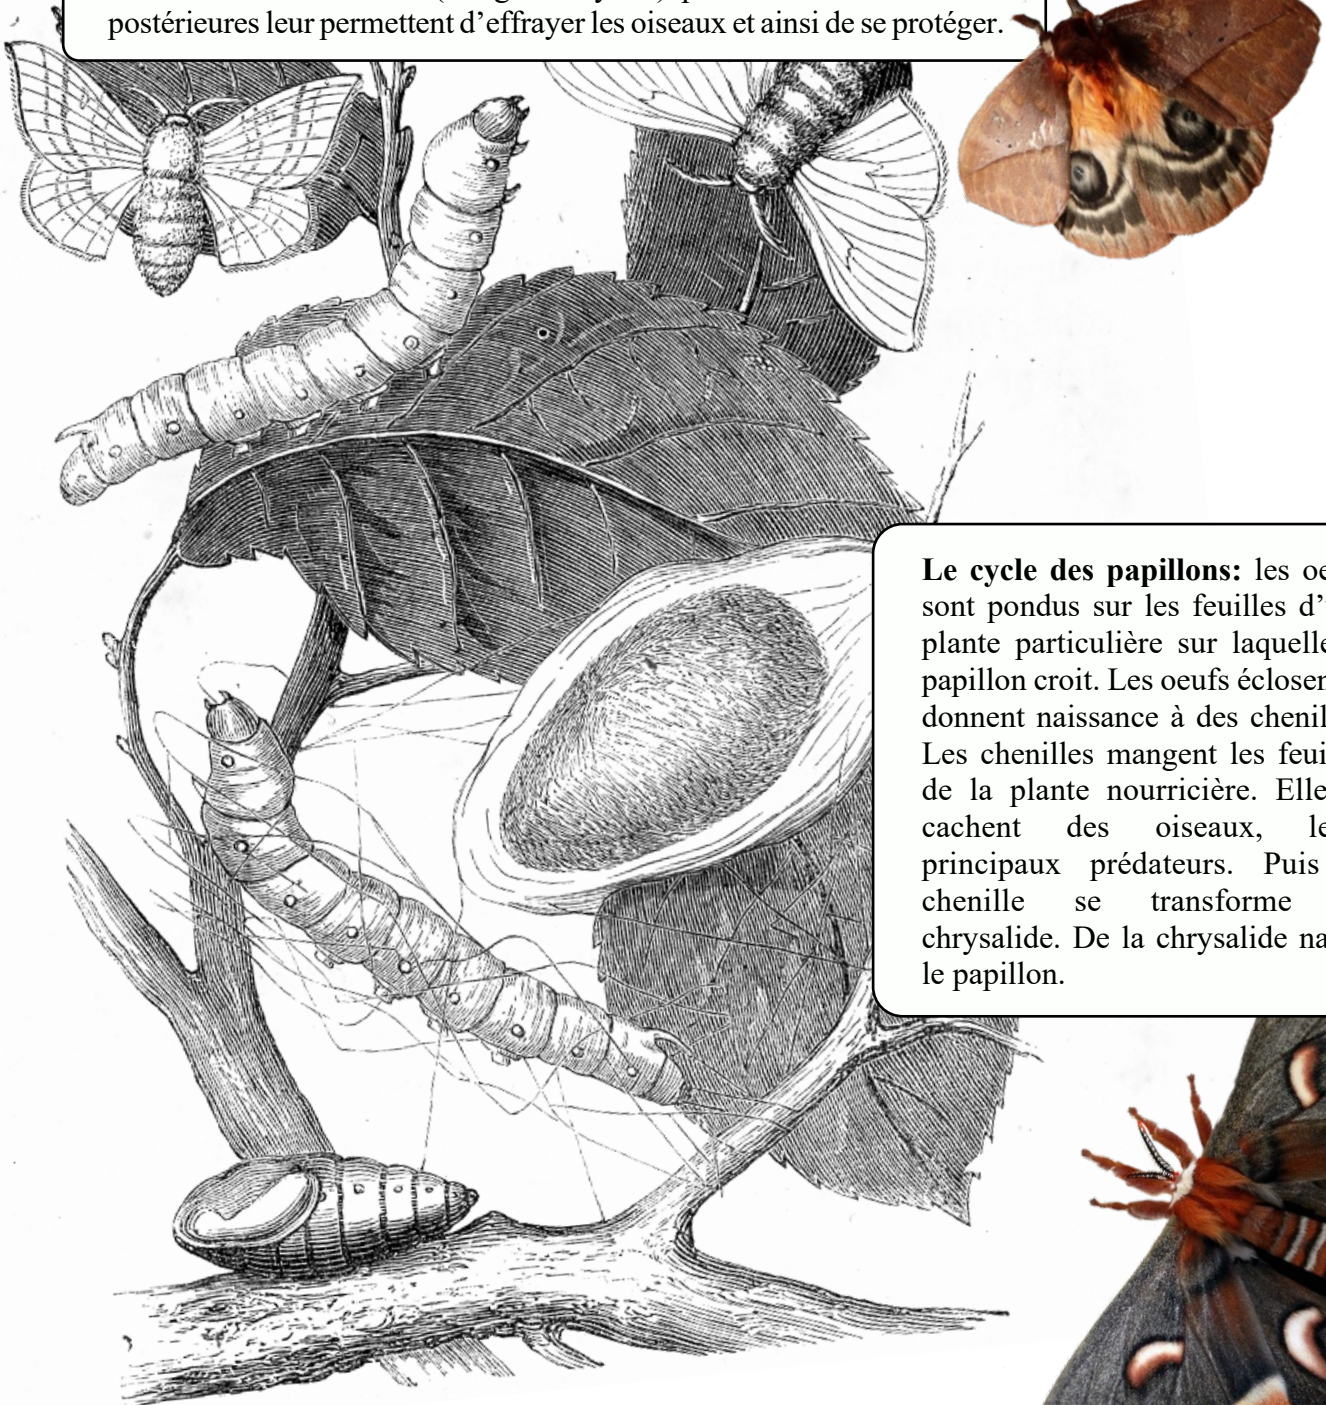 postérieures leur permettent d’effrayer les oiseaux et ainsi de se protéger.
Le cycle des papillons: les oe
sont pondus sur les feuilles d’
plante particulière sur laquelle
papillon croit. Les oeufs éclosen
donnent naissance à des chenil
Les chenilles mangent les feui
de la plante nourricière. Elle
cachent des oiseaux, le
principaux prédateurs. Puis
chenille se transforme
chrysalide. De la chrysalide na
le papillon.